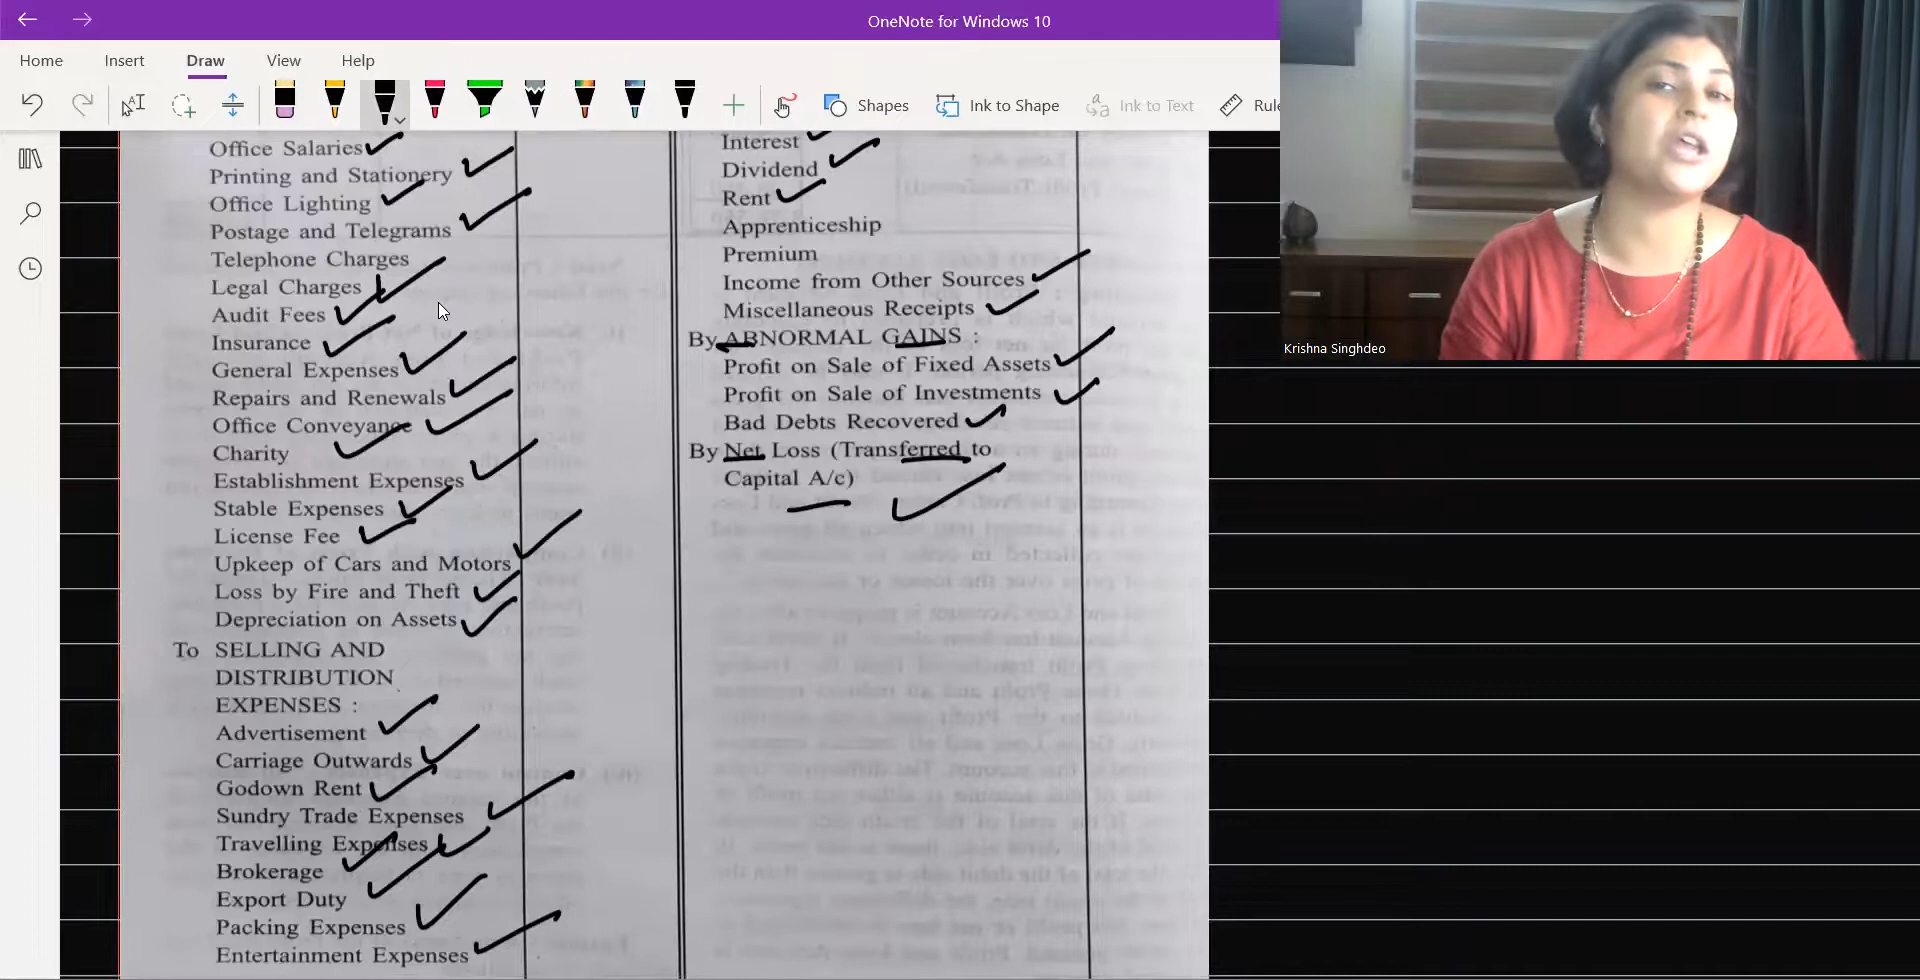 OneNote for Windows 10
Home Insert Draw View Help
Shapes Ink to Shape Ink to Text Rule
Office Salaries
Printing and Stationery
Office Lighting
Postage and Telegrams
Telephone Charges
Legal Charges
Audit Fees
Insurance
General Expenses
Repairs and Renewals
Office Conveyance
Charity
Establishment Expenses
Stable Expenses
License Fee
Upkeep of Cars and Motors
Loss by Fire and Theft
Depreciation on Assets
To SELLING AND
DISTRIBUTION
EXPENSES :
Advertisement
Carriage Outwards
Godown Rent
Sundry Trade Expenses
Travelling Expenses
Brokerage
Export Duty
Packing Expenses
Entertainment Expenses
Interest
Dividend
Rent
Apprenticeship
Premium
Income from Other Sources
Miscellaneous Receipts
By ABNORMAL GAINS :
Profit on Sale of Fixed Assets
Profit on Sale of Investments
Bad Debts Recovered
By Net Loss (Transferred to
Capital A/c)
Krishna Singhdeo